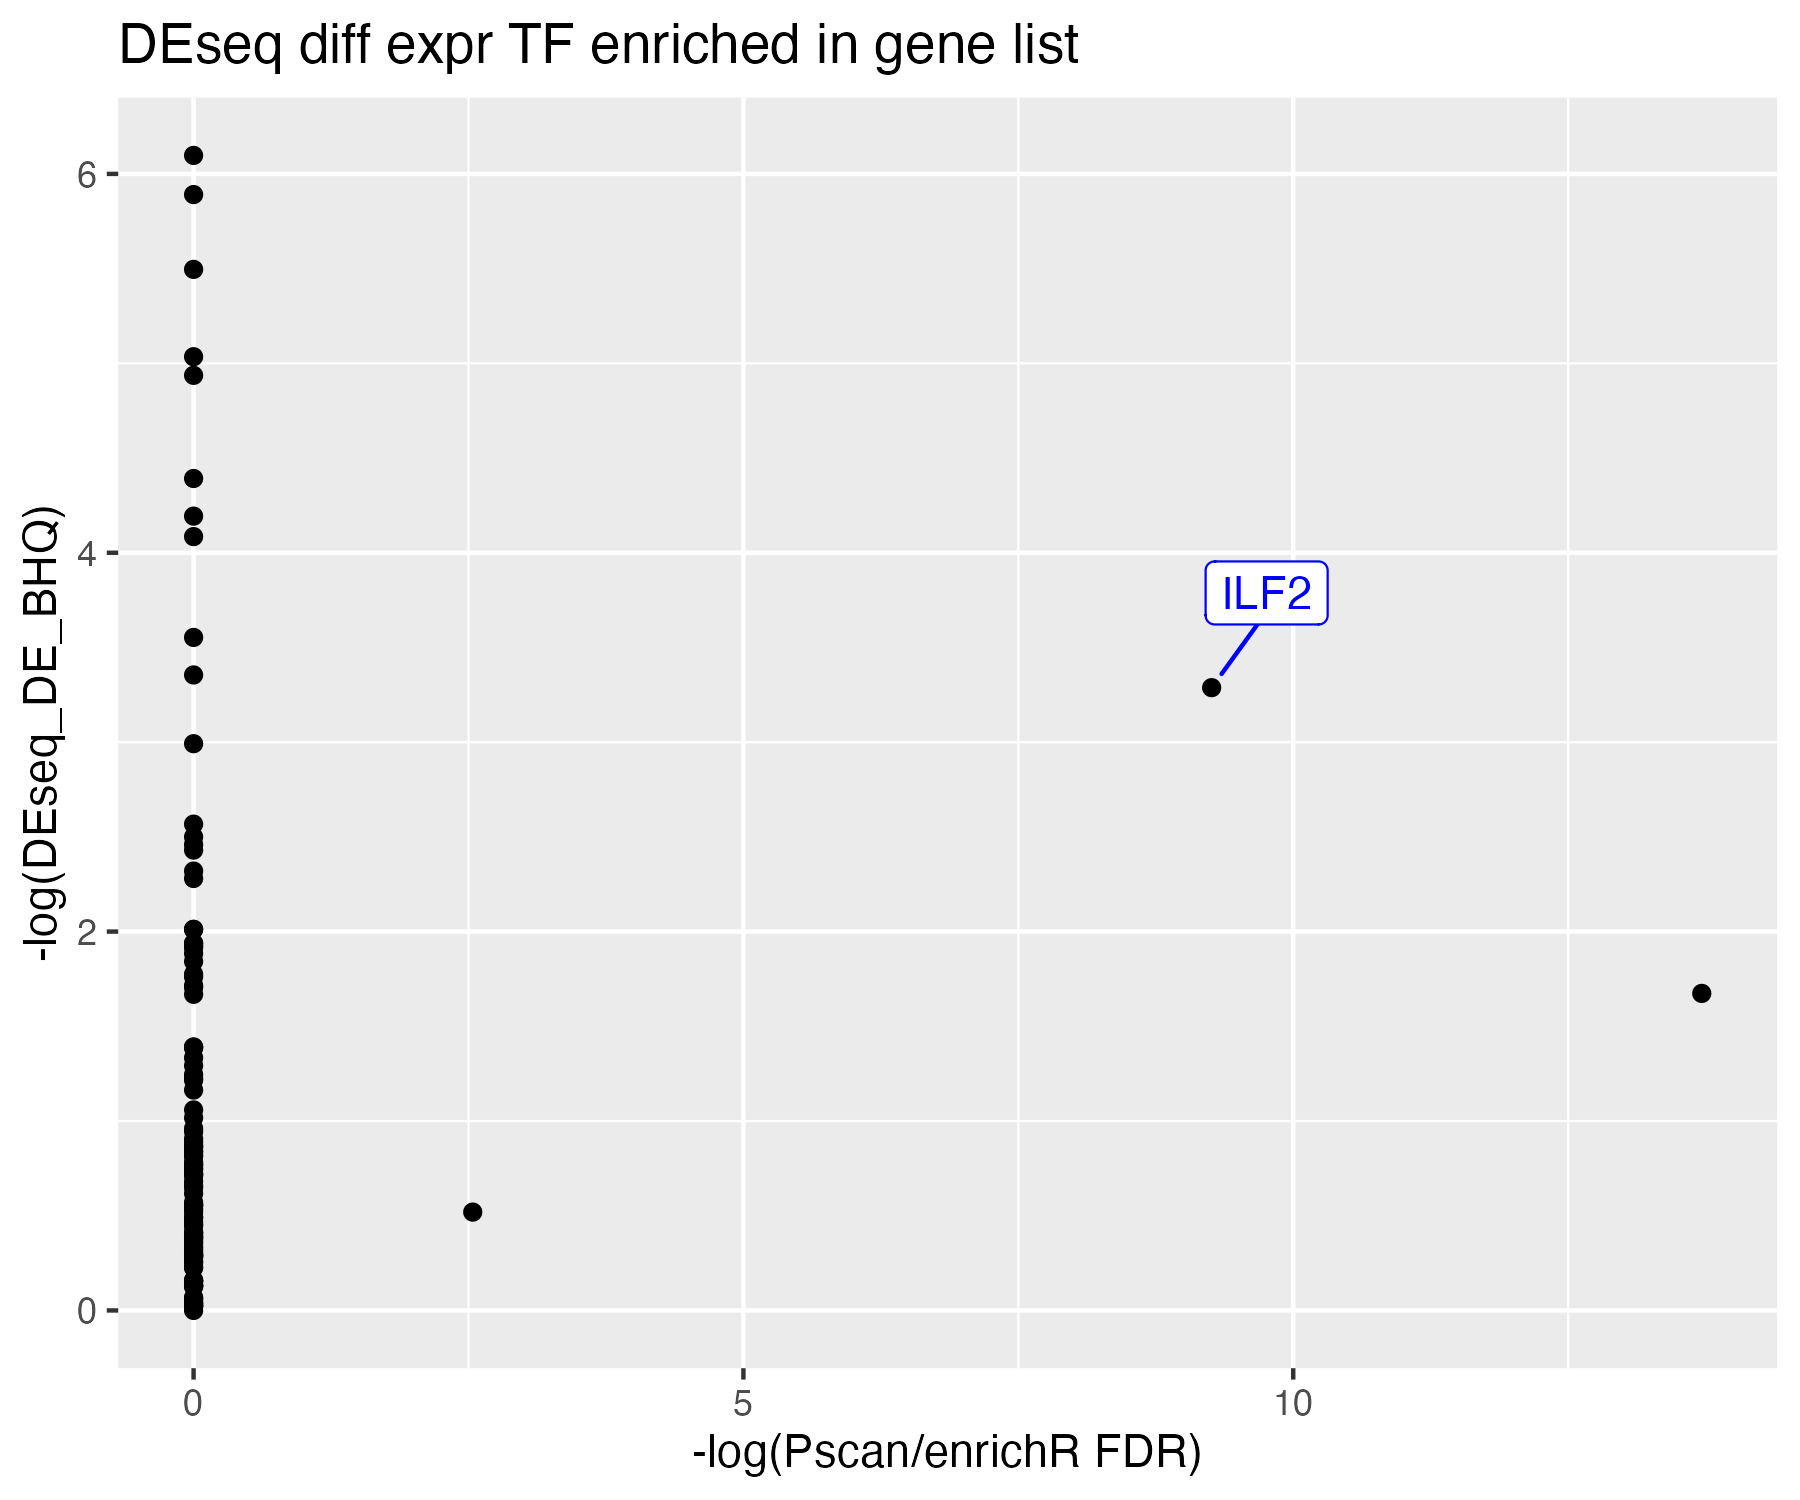 DEseq diff expr TF enriched in gene list
-log(DEseq_DE_BHQ)
6
4
2
0
ILF2
0 5 10
-log(Pscan/enrichR FDR)